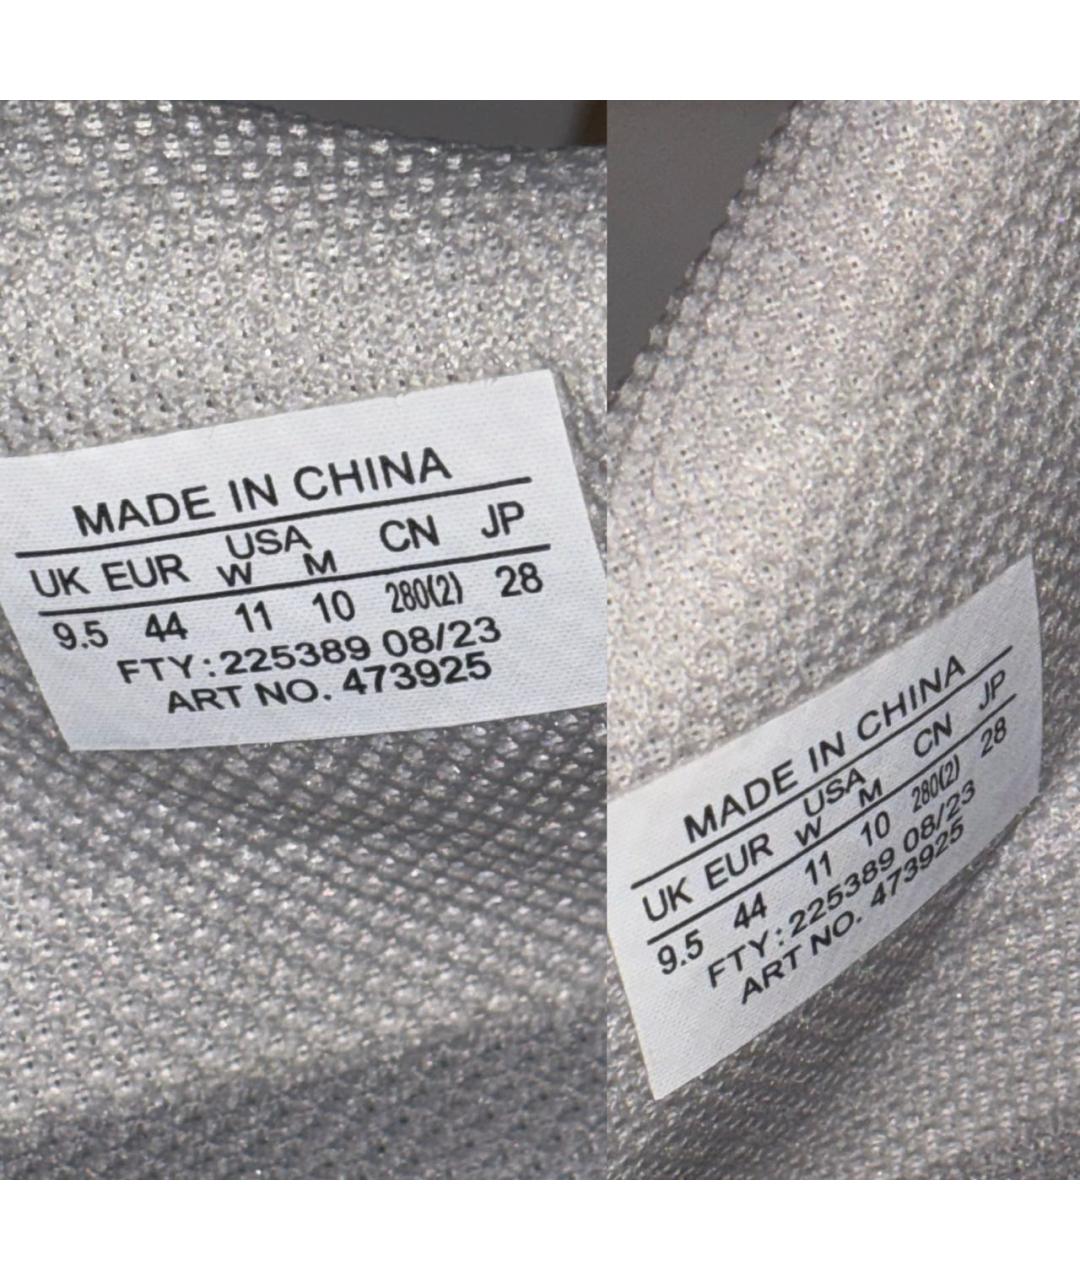 MADE IN CHINA
UK EUR USA CN JP
W M
9.5 44 11 10 280(2) 28
FTY: 225389 08/23
ART NO. 473925
MADE IN CHINA
UK EUR USA CN JP
W M
9.5 44 11 10 280(2) 28
FTY: 225389 08/23
ART NO. 473925